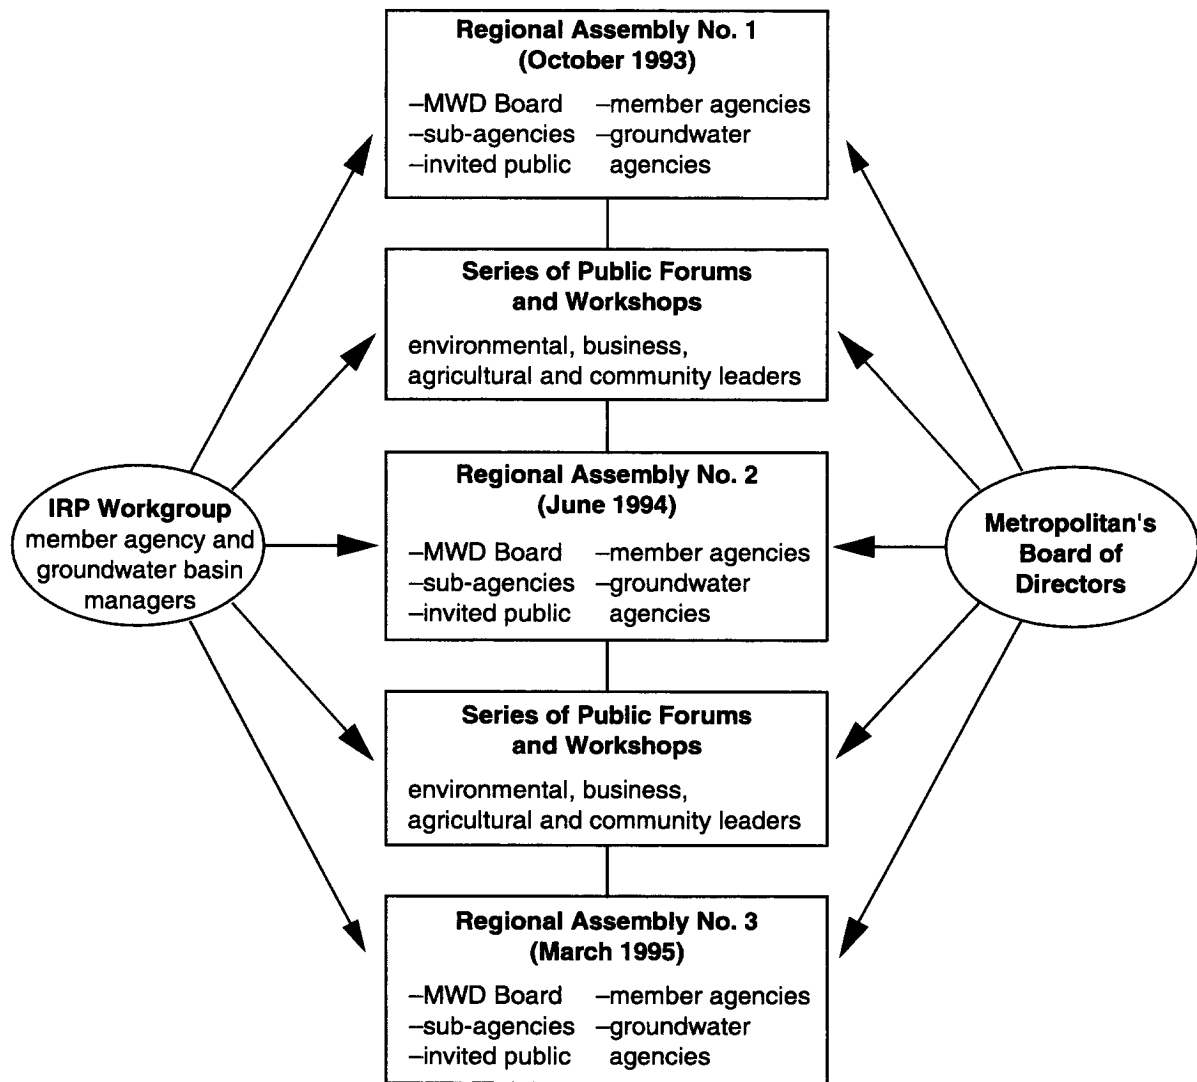 Regional Assembly No. 1
(October 1993)
–MWD Board –member agencies
–sub-agencies –groundwater
–invited public agencies
Series of Public Forums
and Workshops
environmental, business,
agricultural and community leaders
Regional Assembly No. 2
(June 1994)
–MWD Board –member agencies
–sub-agencies –groundwater
–invited public agencies
IRP Workgroup
member agency and
groundwater basin
managers
Metropolitan's
Board of
Directors
Series of Public Forums
and Workshops
environmental, business,
agricultural and community leaders
Regional Assembly No. 3
(March 1995)
–MWD Board –member agencies
–sub-agencies –groundwater
–invited public agencies